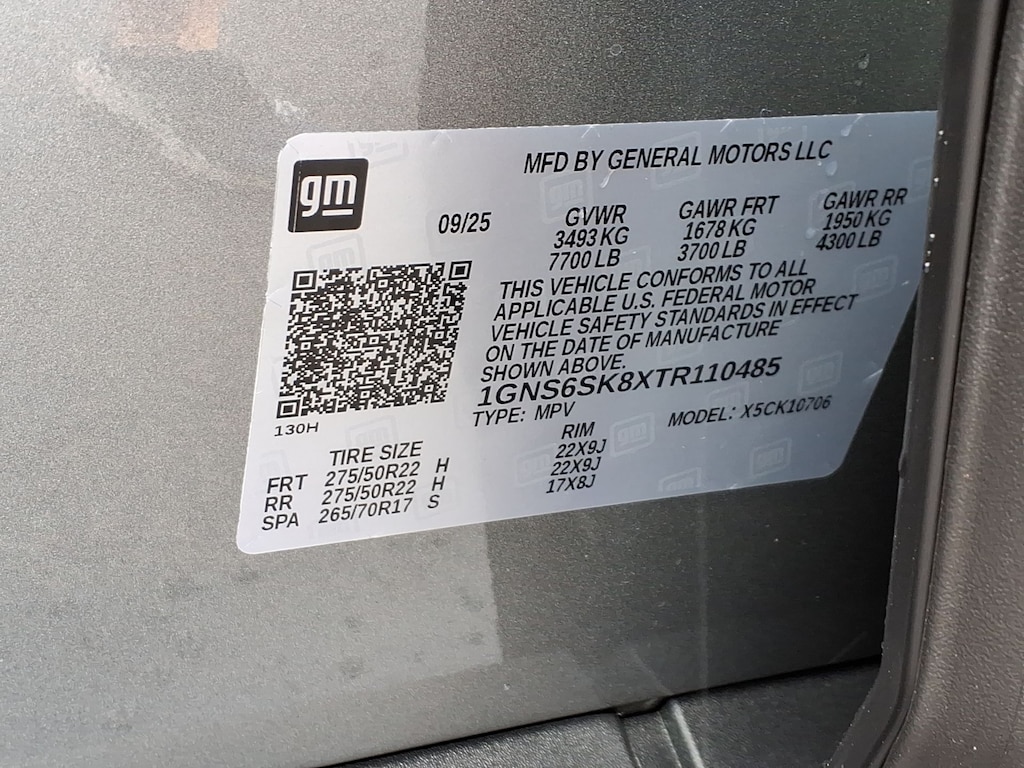 gm
MFD BY GENERAL MOTORS LLC
09/25
GVWR
3493 KG
7700 LB
GAWR FRT
1678 KG
3700 LB
GAWR RR
1950 KG
4300 LB
THIS VEHICLE CONFORMS TO ALL
APPLICABLE U.S. FEDERAL MOTOR
VEHICLE SAFETY STANDARDS IN EFFECT
ON THE DATE OF MANUFACTURE
SHOWN ABOVE.
1GNS6SK8XTR110485
TYPE: MPV
MODEL: X5CK10706
130H
TIRE SIZE
RIM
FRT 275/50R22 H 22X9J
RR 275/50R22 H 22X9J
SPA 265/70R17 S 17X8J